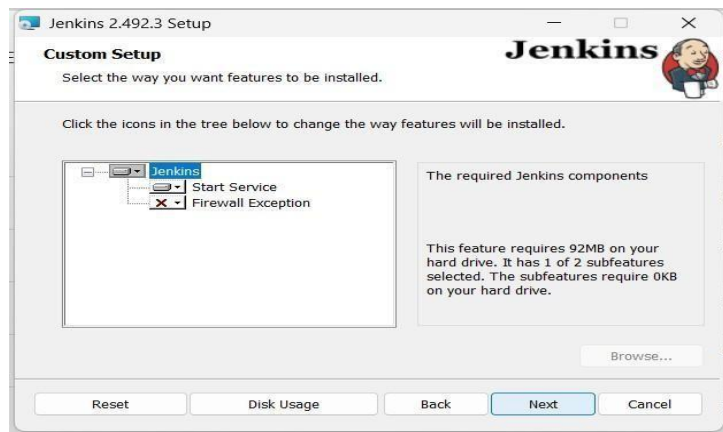 Jenkins 2.492.3 Setup
Custom Setup
Jenkins
Select the way you want features to be installed.
Click the icons in the tree below to change the way features will be installed.
Jenkins
Start Service
Firewall Exception
The required Jenkins components
This feature requires 92MB on your
hard drive. It has 1 of 2 subfeatures
selected. The subfeatures require 0KB
on your hard drive.
Browse...
Reset Disk Usage Back Next Cancel